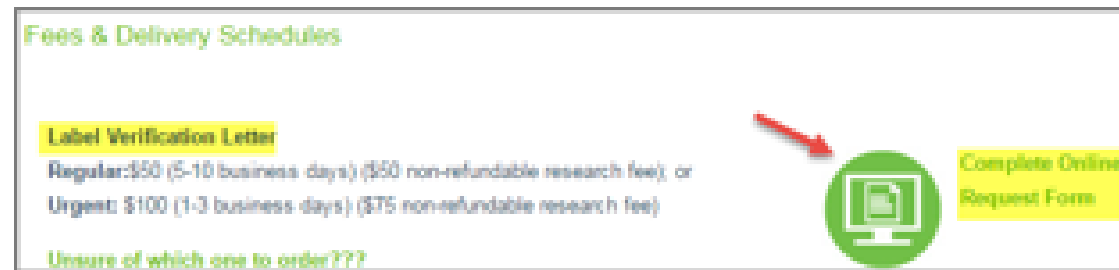 Fees & Delivery Schedules
Label Verification Letter
Regular:$50 (5-10 business days) ($50 non-refundable research fee); or
Urgent: $100 (1-3 business days) ($75 non-refundable research fee)
Unsure of which one to order???
Complete Online
Request Form